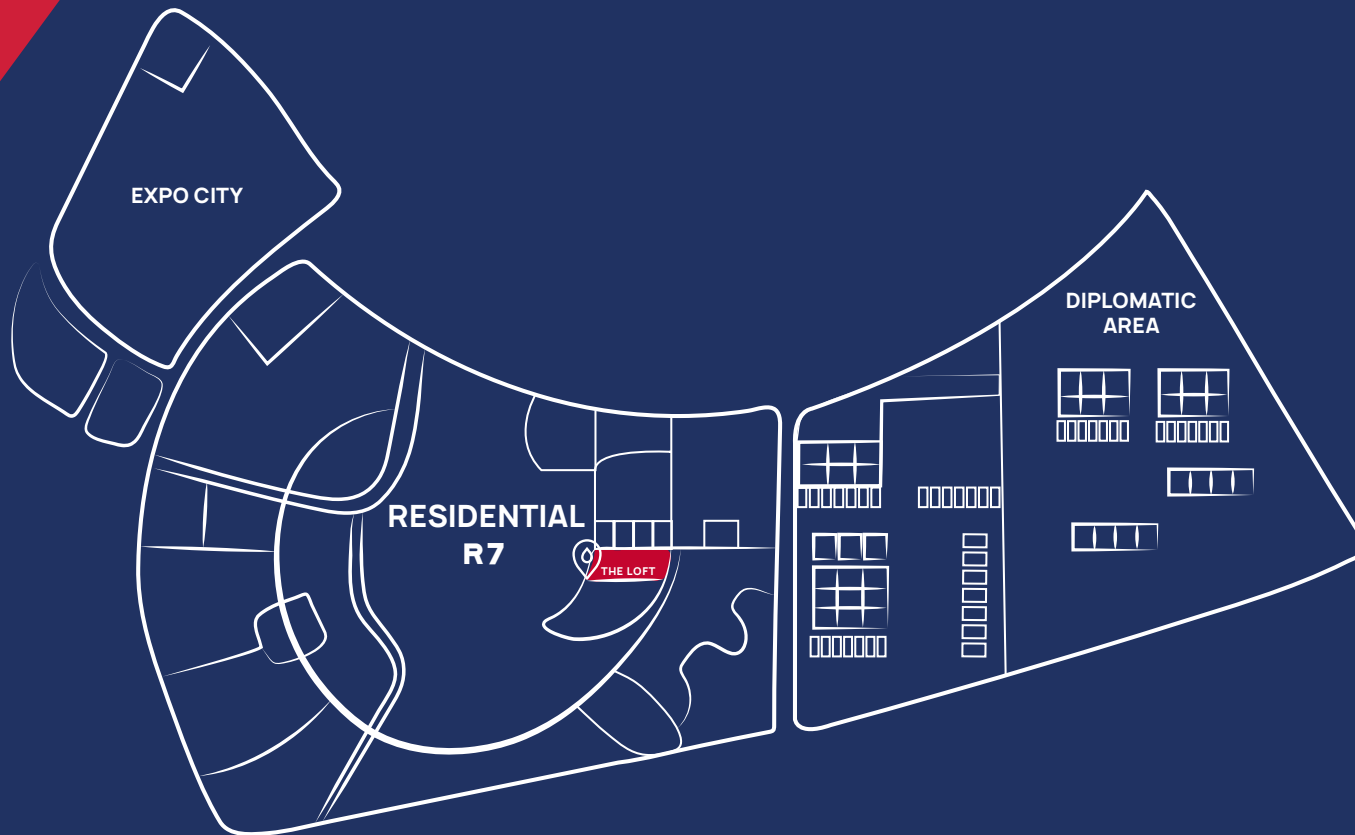 EXPO CITY
DIPLOMATIC
AREA
RESIDENTIAL
R7
THE LOFT